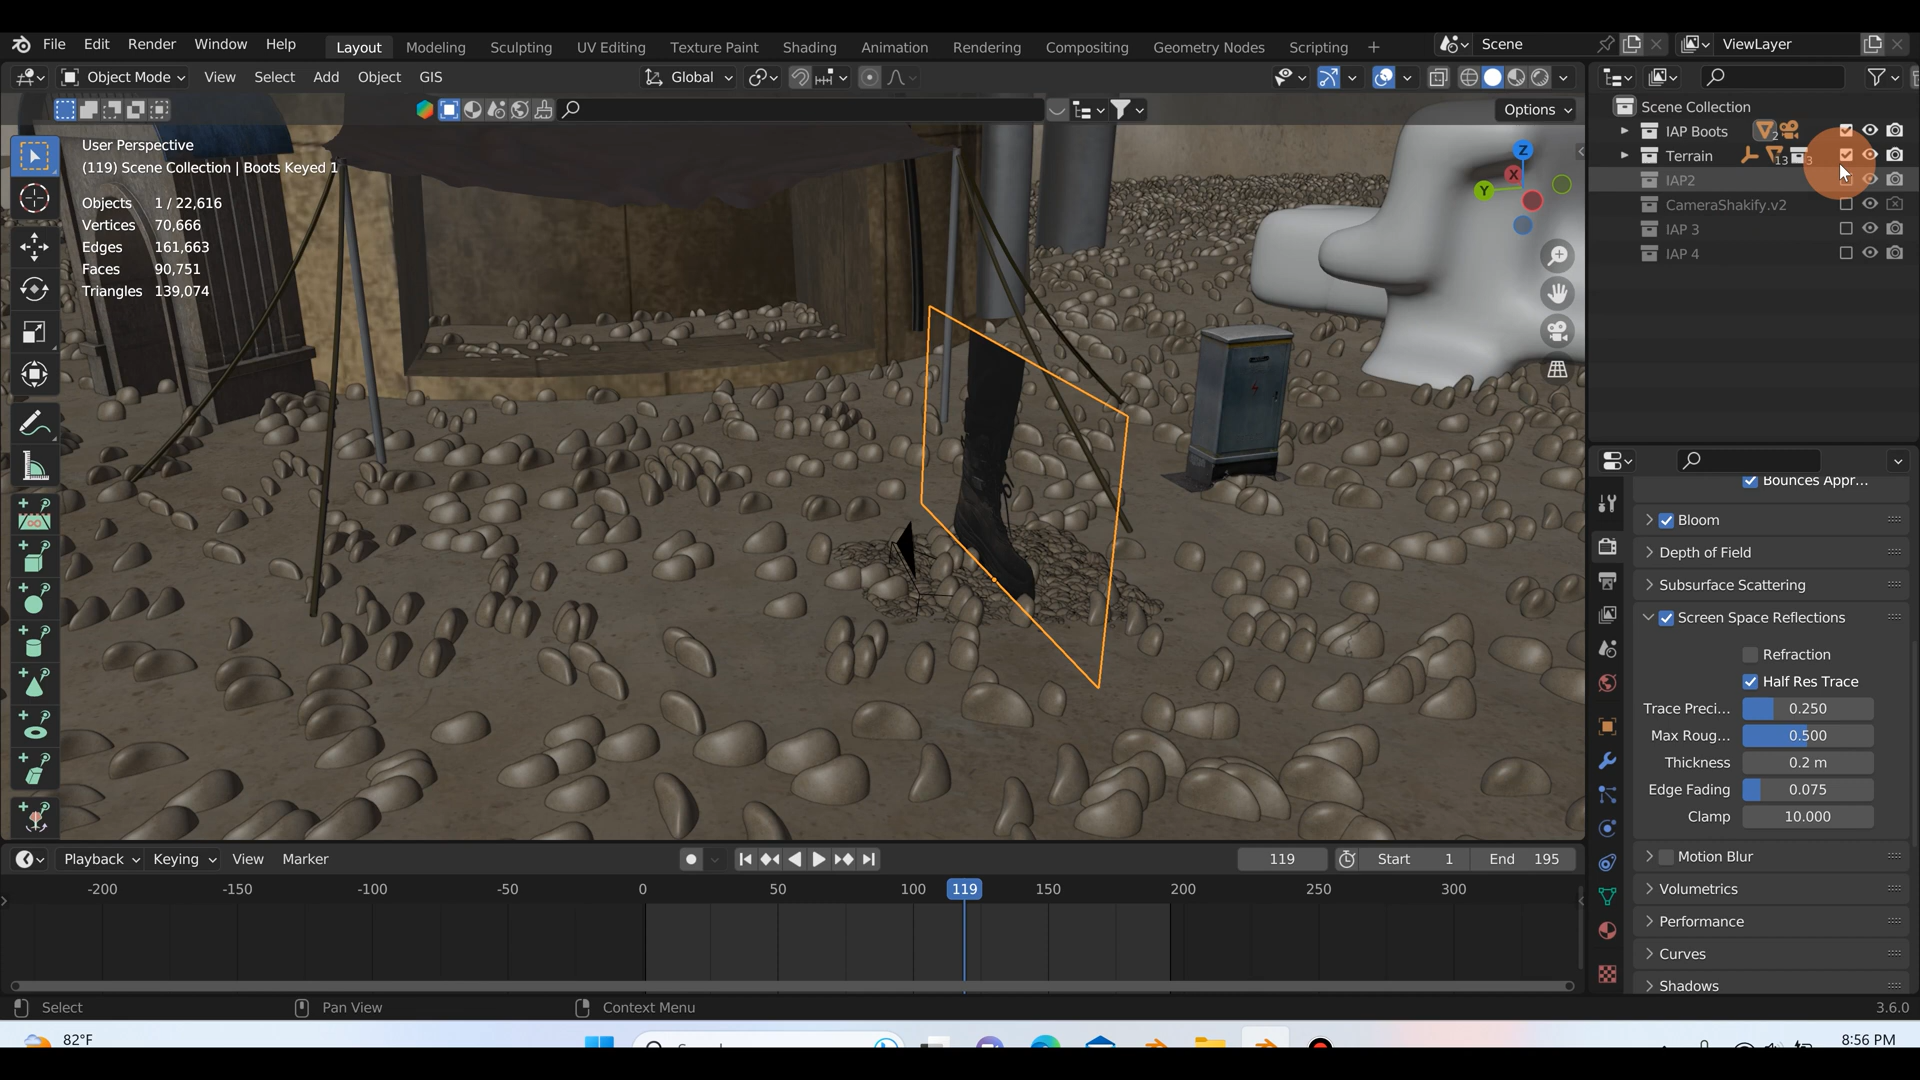 File Edit Render Window Help Layout Modeling Sculpting UV Editing Texture Paint Shading Animation Rendering Compositing Geometry Nodes Scripting + Scene ViewLayer
Object Mode View Select Add Object GIS Global
Options
User Perspective
(119) Scene Collection | Boots Keyed 1
Objects 1 / 22,616
Vertices 70,666
Edges 161,663
Faces 90,751
Triangles 139,074
Z
X
Y
Scene Collection
IAP Boots 2
Terrain 13 3
IAP2
CameraShakify.v2
IAP 3
IAP 4
Bounces Appr...
Bloom
Depth of Field
Subsurface Scattering
Screen Space Reflections
Refraction
Half Res Trace
Trace Preci... 0.250
Max Roug... 0.500
Thickness 0.2 m
Edge Fading 0.075
Clamp 10.000
Motion Blur
Volumetrics
Performance
Curves
Shadows
Playback Keying View Marker 119 Start 1 End 195
-200 -150 -100 -50 0 50 100 119 150 200 250 300
Select Pan View Context Menu 3.6.0
82°F 8:56 PM